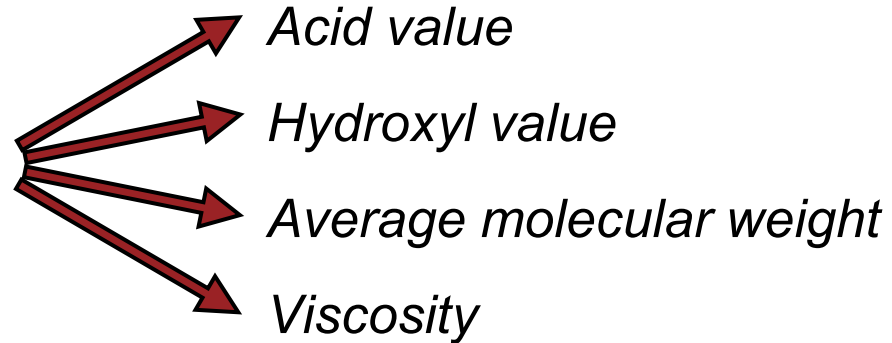 Acid value
Hydroxyl value
Average molecular weight
Viscosity